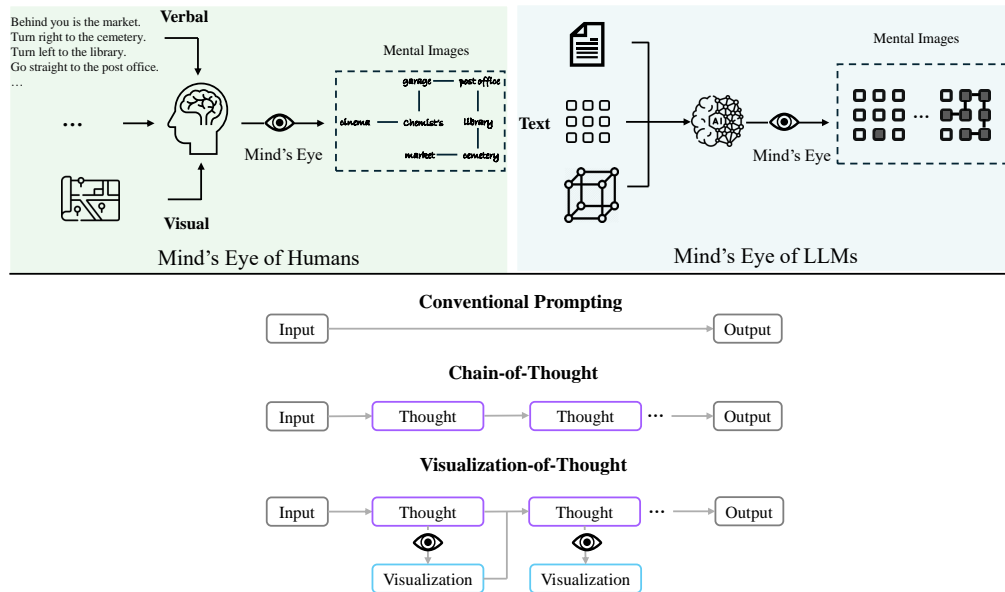 Behind you is the market.
Turn right to the cemetery.
Turn left to the library.
Go straight to the post office.
…
Verbal
...
Visual
Mind's Eye
Mental Images
garage
post office
cinema
Chemist's
library
market
cemetery
Mind's Eye of Humans
Text
AI
Mind's Eye
Mental Images
...
Mind's Eye of LLMs
Conventional Prompting
Input
Output
Chain-of-Thought
Input
Thought
Thought
...
Output
Visualization-of-Thought
Input
Thought
Thought
...
Output
Visualization
Visualization